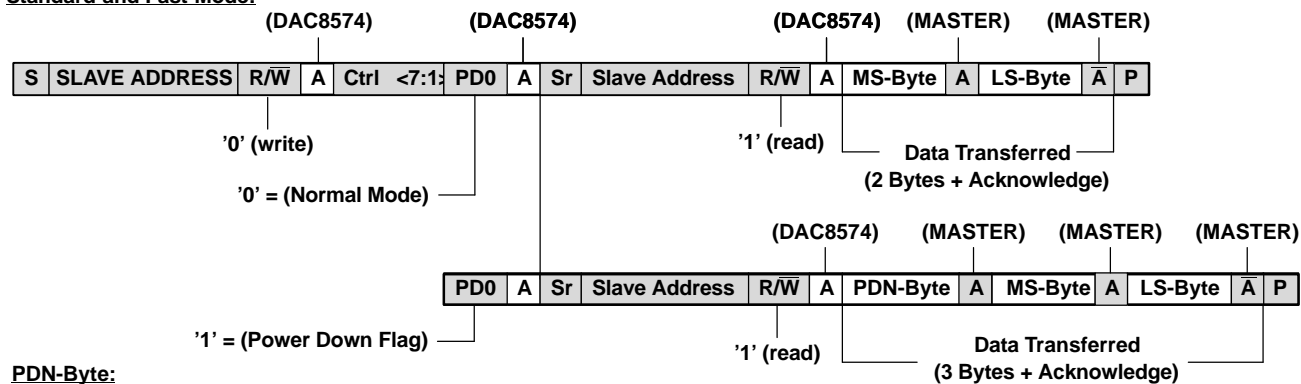 Standard and Fast Mode:
(DAC8574) (DAC8574) (DAC8574) (MASTER) (MASTER)
S SLAVE ADDRESS R/W̅ A Ctrl <7:1> PD0 A Sr Slave Address R/W̅ A MS-Byte A LS-Byte A̅ P
'0' (write) '1' (read) Data Transferred
(2 Bytes + Acknowledge)
'0' = (Normal Mode)
(DAC8574) (MASTER) (MASTER) (MASTER)
PD0 A Sr Slave Address R/W̅ A PDN-Byte A MS-Byte A LS-Byte A̅ P
'1' = (Power Down Flag) '1' (read) Data Transferred
(3 Bytes + Acknowledge)
PDN-Byte: